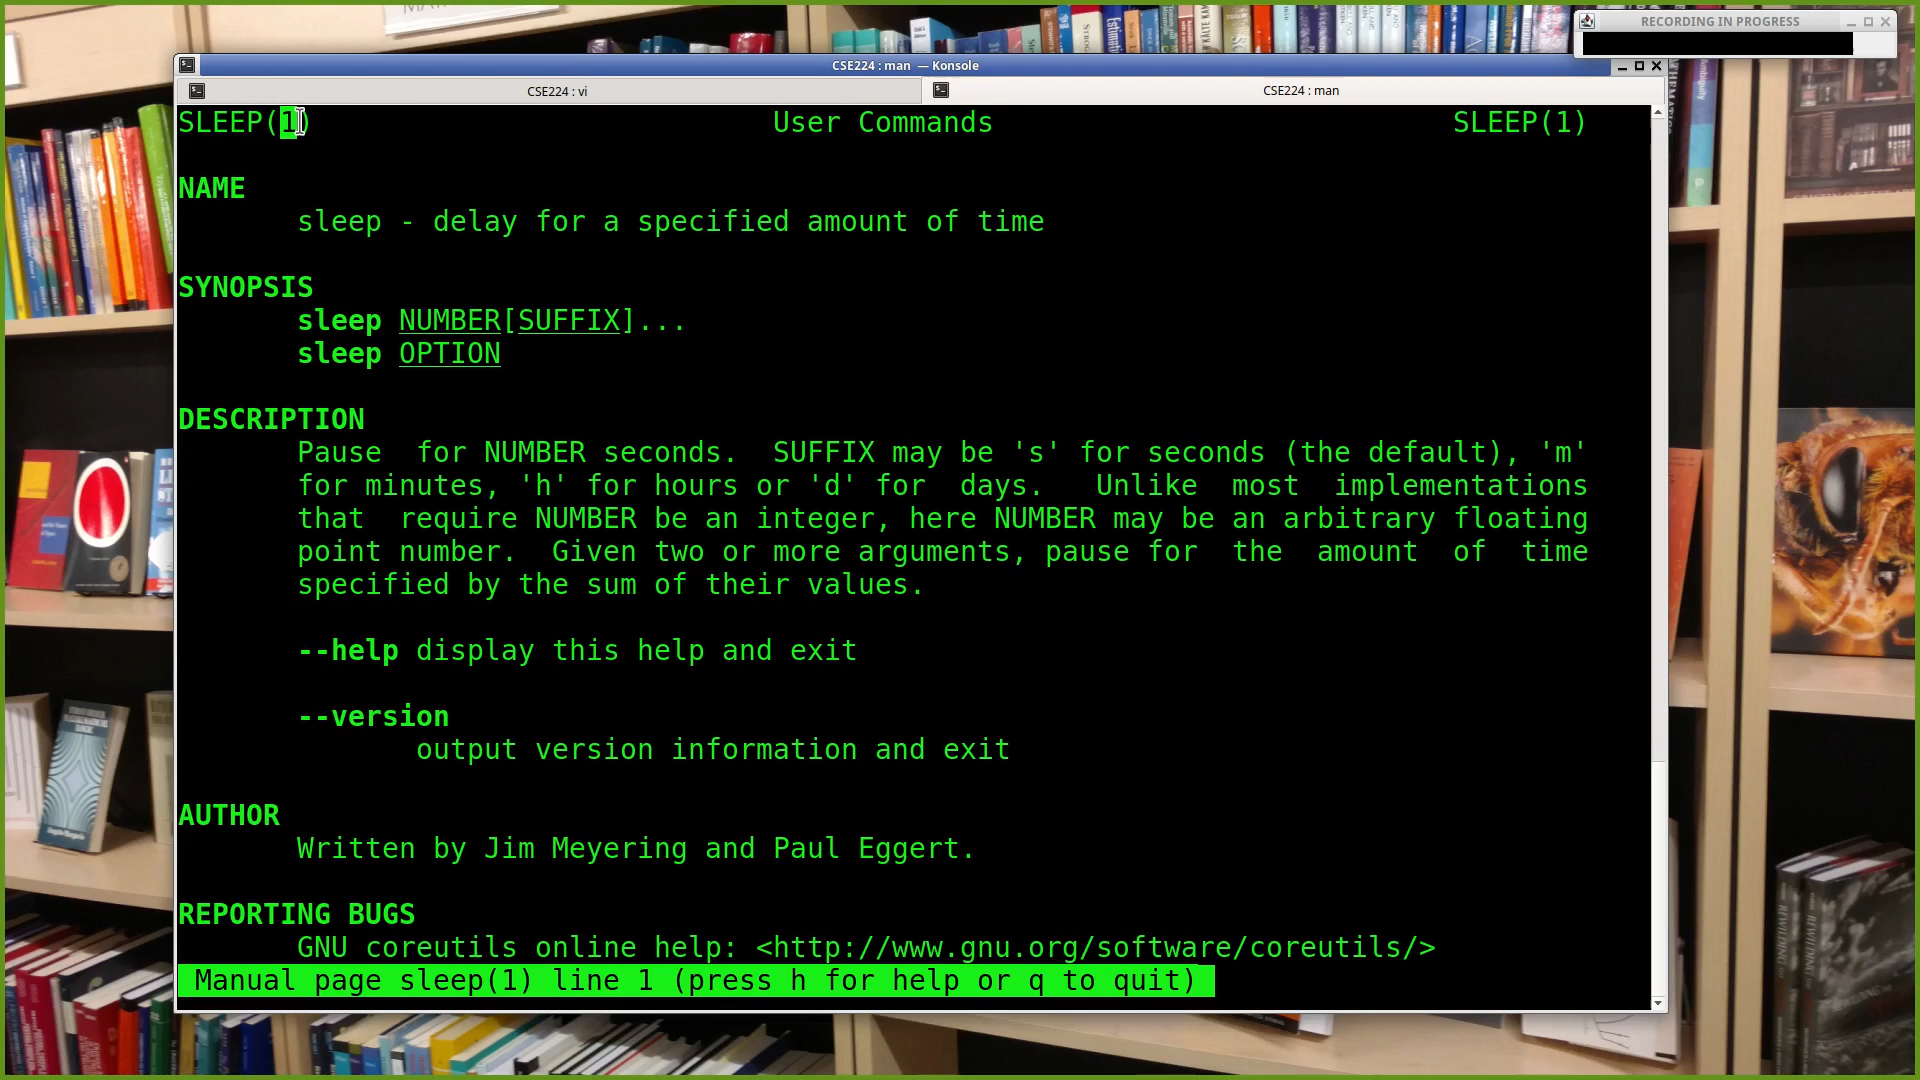 RECORDING IN PROGRESS
CSE224 : man — Konsole
CSE224 : vi
CSE224 : man
SLEEP(1) User Commands SLEEP(1)
NAME
sleep - delay for a specified amount of time
SYNOPSIS
sleep NUMBER[SUFFIX]...
sleep OPTION
DESCRIPTION
Pause for NUMBER seconds. SUFFIX may be 's' for seconds (the default), 'm'
for minutes, 'h' for hours or 'd' for days. Unlike most implementations
that require NUMBER be an integer, here NUMBER may be an arbitrary floating
point number. Given two or more arguments, pause for the amount of time
specified by the sum of their values.
--help display this help and exit
--version
output version information and exit
AUTHOR
Written by Jim Meyering and Paul Eggert.
REPORTING BUGS
GNU coreutils online help: <http://www.gnu.org/software/coreutils/>
Manual page sleep(1) line 1 (press h for help or q to quit)